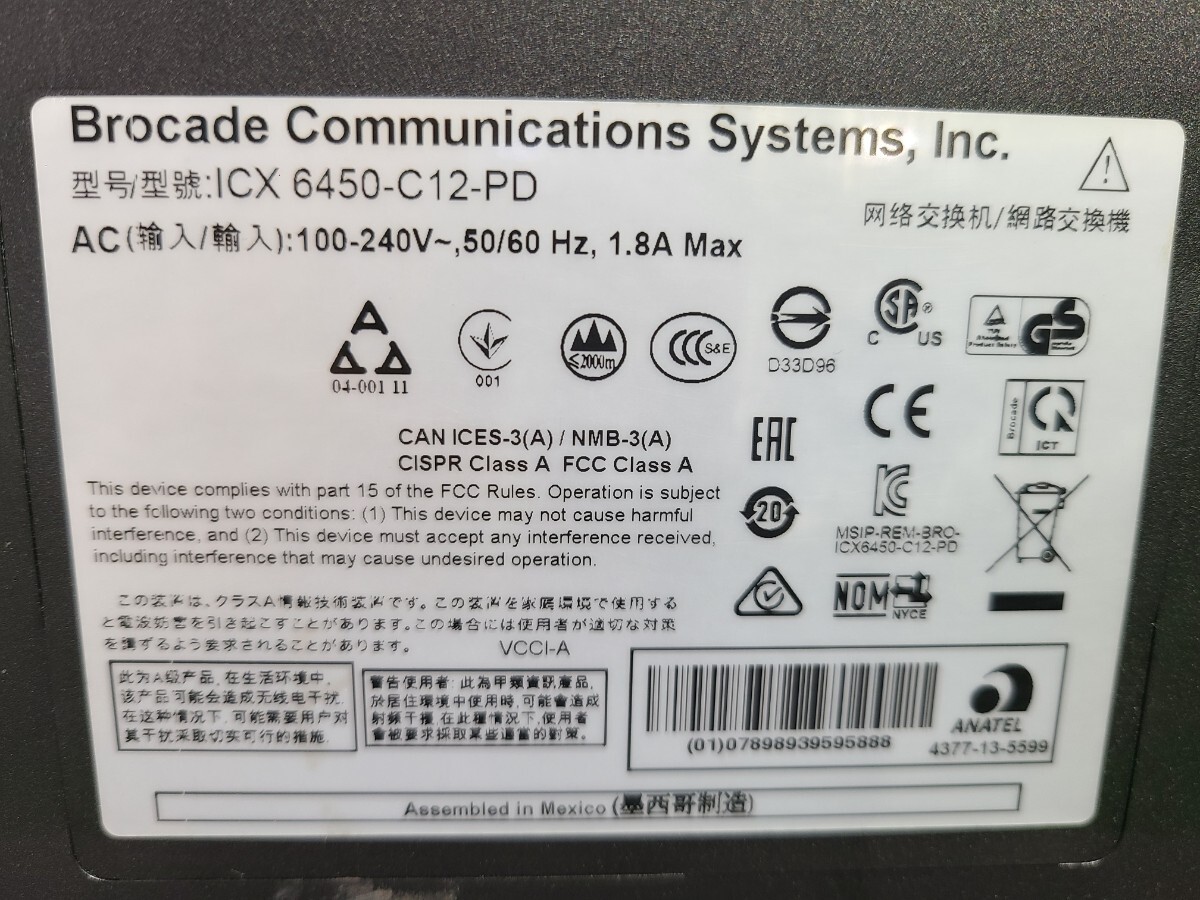 Brocade Communications Systems, Inc.
型号/型號:ICX 6450-C12-PD
网络交换机/網路交換機
AC(输入/輸入):100-240V~,50/60 Hz, 1.8A Max
04-001 11
001
≤2000m
CCC S&E
D33D96
C SA ® US
TÜV GS
CAN ICES-3(A) / NMB-3(A)
CISPR Class A FCC Class A
EAC
CE
Brocade
ICT
This device complies with part 15 of the FCC Rules. Operation is subject
to the following two conditions: (1) This device may not cause harmful
interference, and (2) This device must accept any interference received,
including interference that may cause undesired operation.
20
MSIP-REM-BRO-
ICX6450-C12-PD
NOM
NYCE
この装置は、クラスA情報技術装置です。この装置を家庭環境で使用する
と電波妨害を引き起こすことがあります。この場合には使用者が適切な対策
を講ずるよう要求されることがあります。
VCCI-A
此为A级产品, 在生活环境中,
该产品可能会造成无线电干扰.
在这种情况下, 可能需要用户对
其干扰采取切实可行的措施.
警告使用者: 此為甲類資訊產品,
於居住環境中使用時,可能會造成
射頻干擾,在此種情況下,使用者
會被要求採取某些適當的對策。
(01)07898939595888
ANATEL
4377-13-5599
Assembled in Mexico (墨西哥制造)